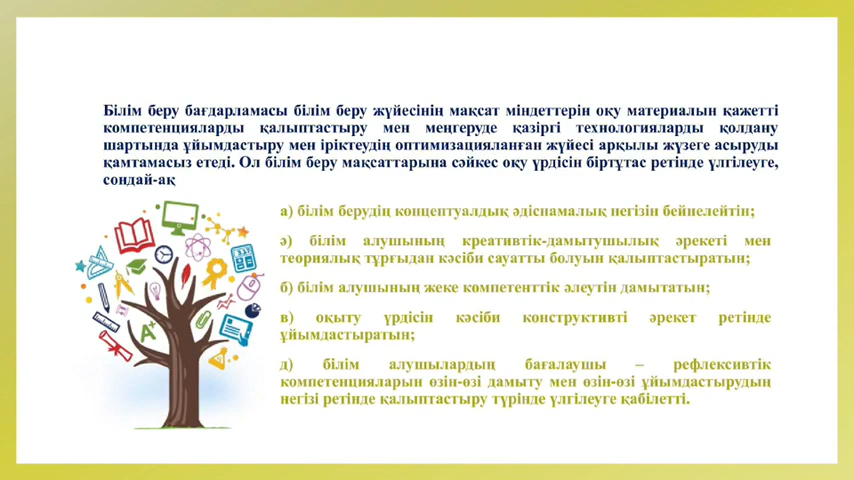 Білім беру бағдарламасы білім беру жүйесінің мақсат міндеттерін оқу материалын қажетті
компетенцияларды қалыптастыру мен меңгеруде қазіргі технологияларды қолдану
шартында ұйымдастыру мен іріктеудің оптимизацияланған жүйесі арқылы жүзеге асыруды
қамтамасыз етеді. Ол білім беру мақсаттарына сәйкес оқу үрдісін біртұтас ретінде үлгілеуге,
сондай-ақ
а) білім берудің концептуалдық әдіснамалық негізін бейнелейтін;
ә) білім алушының креативтік-дамытушылық әрекеті мен
теориялық тұрғыдан кәсіби сауатты болуын қалыптастыратын;
б) білім алушының жеке компетенттік әлеутін дамытатын;
в) оқыту үрдісін кәсіби конструктивті әрекет ретінде
ұйымдастыратын;
д) білім алушылардың бағалаушы – рефлексивтік
компетенцияларын өзін-өзі дамыту мен өзін-өзі ұйымдастырудың
негізі ретінде қалыптастыру түрінде үлгілеуге қабілетті.
A+